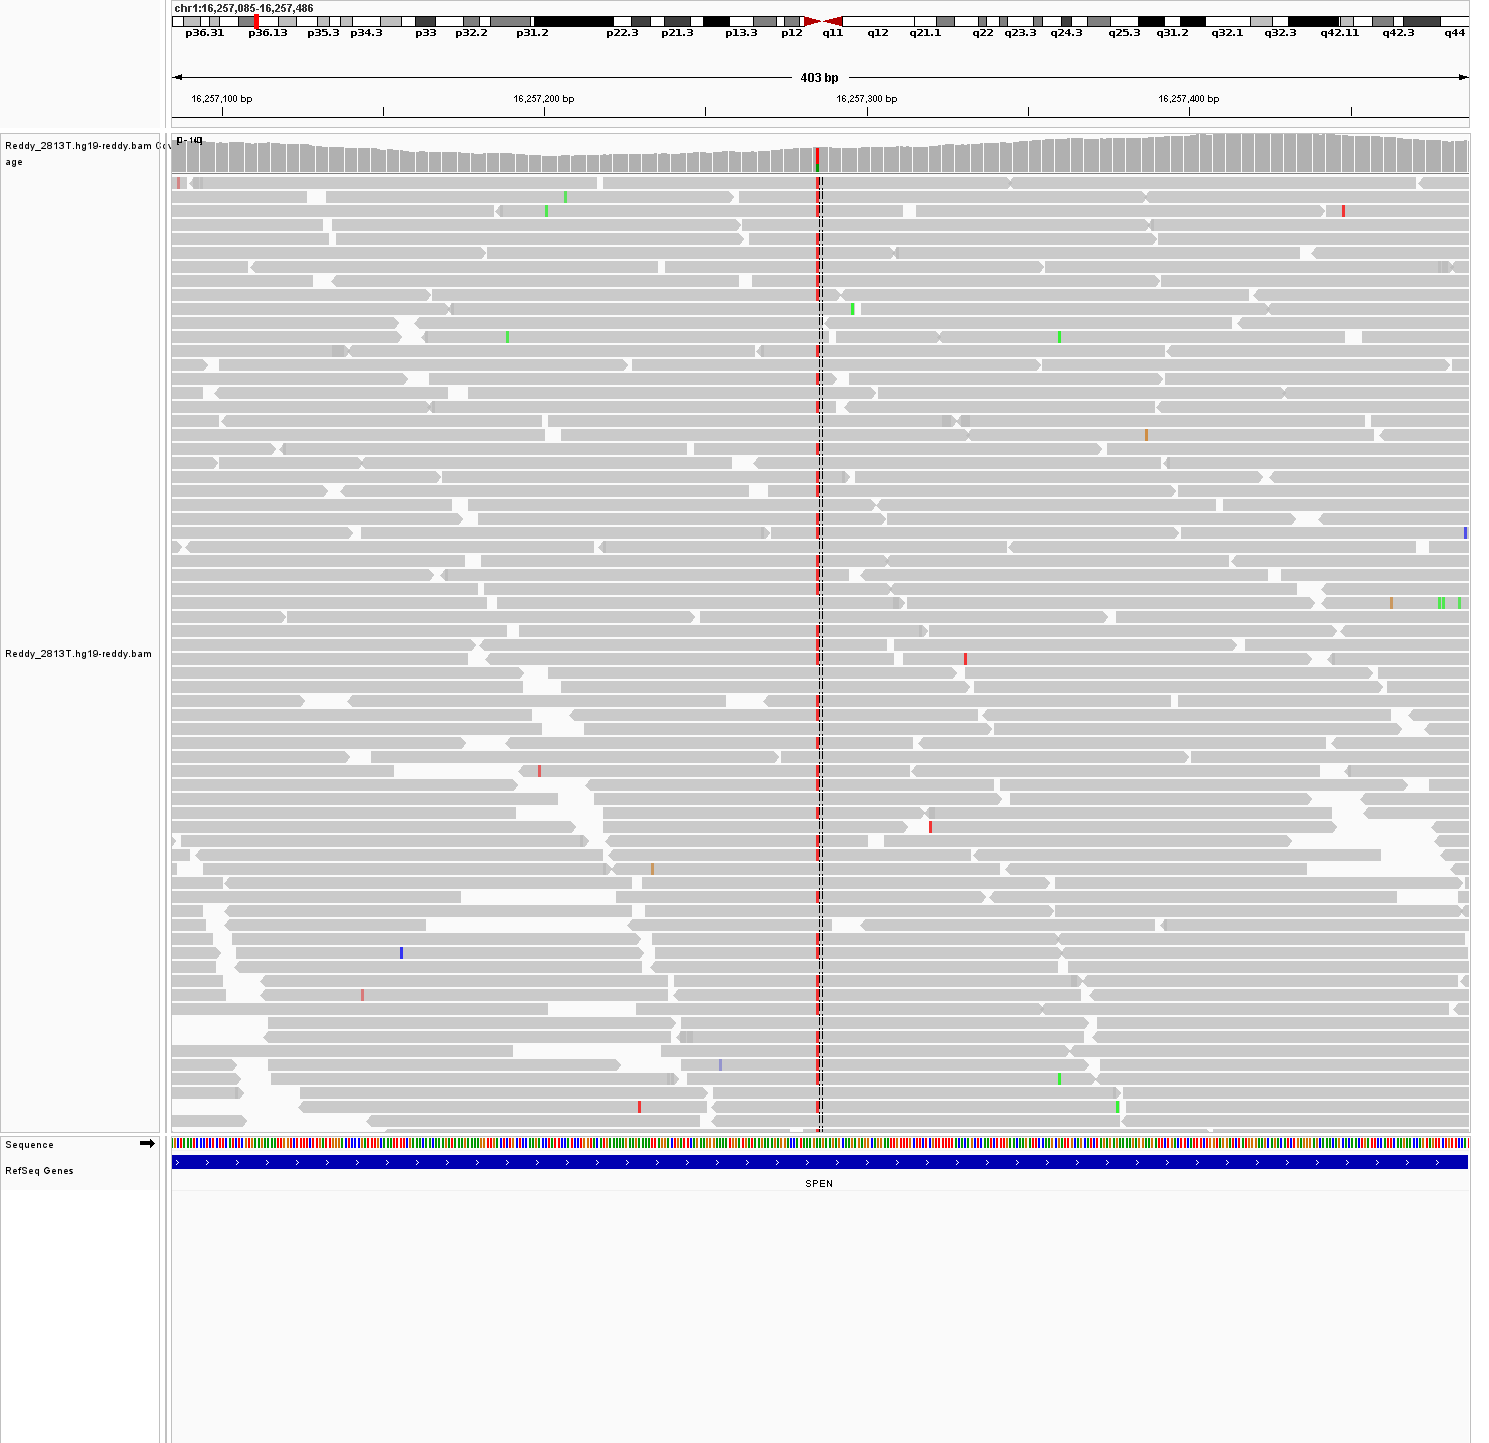 chr1:16,257,085-16,257,486
p36.31 p36.13 p35.3 p34.3 p33 p32.2 p31.2 p22.3 p21.3 p13.3 p12 q11 q12 q21.1 q22 q23.3 q24.3 q25.3 q31.2 q32.1 q32.3 q42.11 q42.3 q44
403 bp
16,257,100 bp 16,257,200 bp 16,257,300 bp 16,257,400 bp
Reddy_2813T.hg19-reddy.bam Cov
age
Reddy_2813T.hg19-reddy.bam
Sequence
RefSeq Genes
SPEN